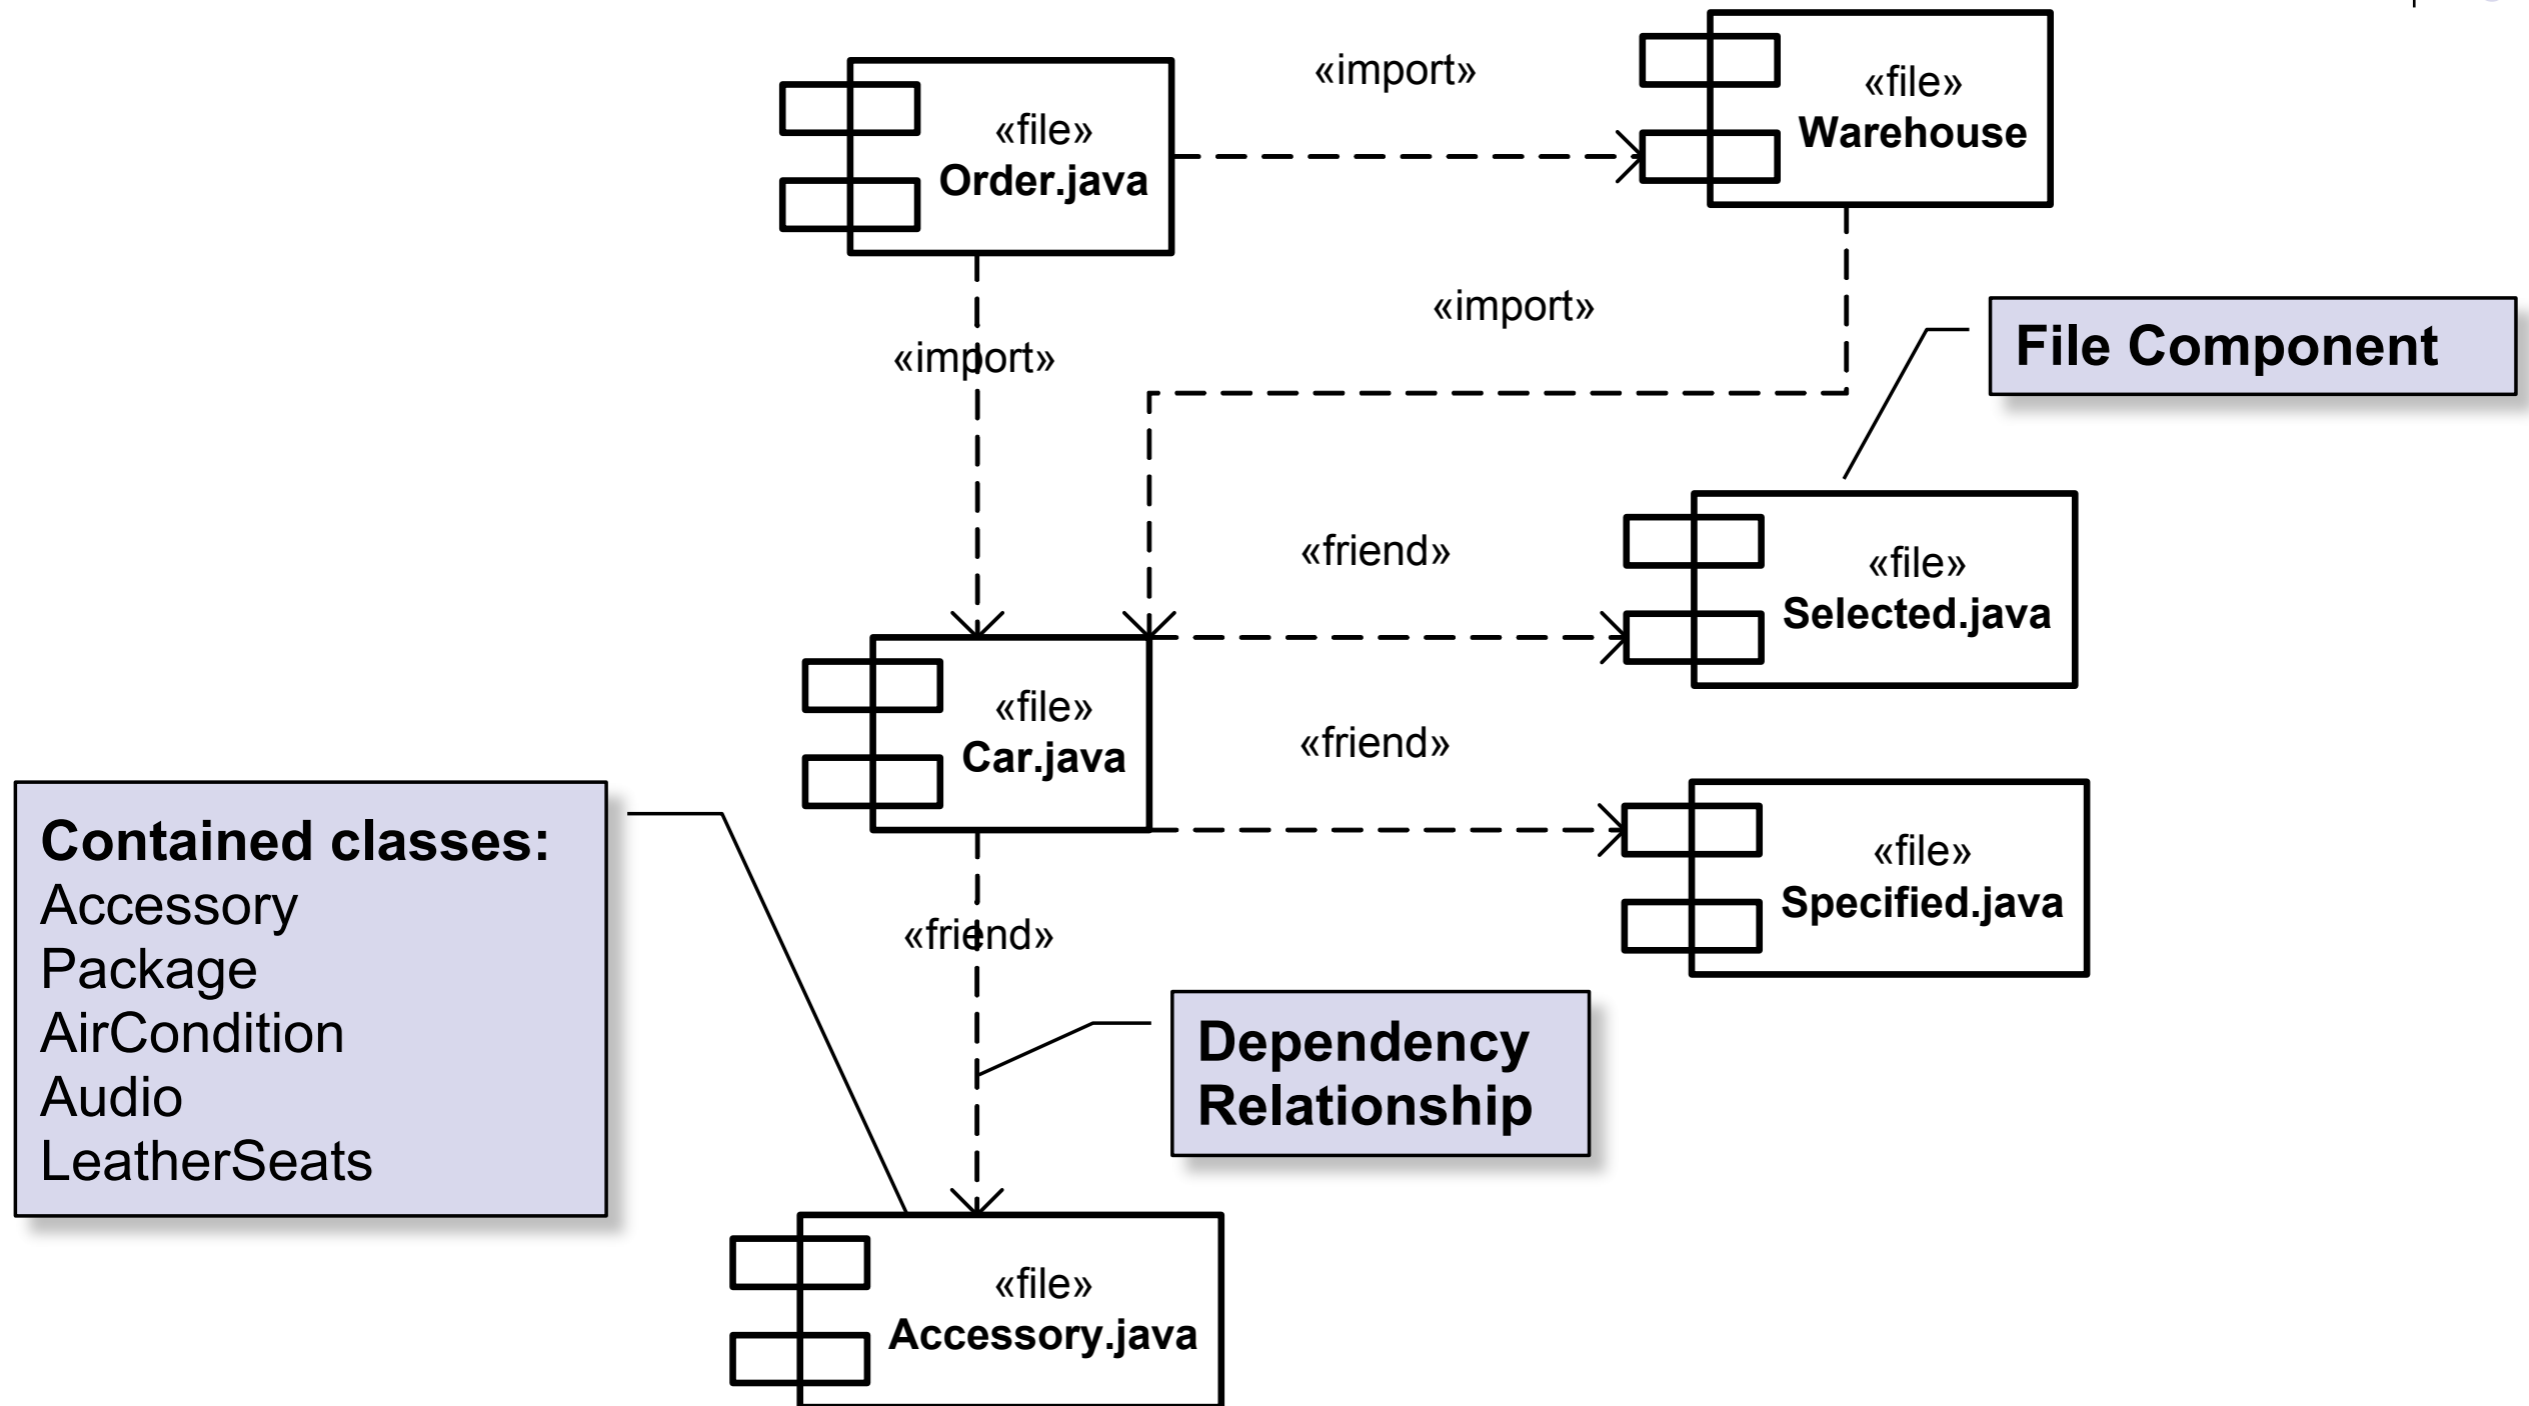 «import»
«file»
Warehouse
«file»
Order.java
«import»
«import»
File Component
«friend»
«file»
Selected.java
«file»
Car.java
«friend»
Contained classes:
Accessory
Package
AirCondition
Audio
LeatherSeats
«file»
Specified.java
«friend»
Dependency
Relationship
«file»
Accessory.java